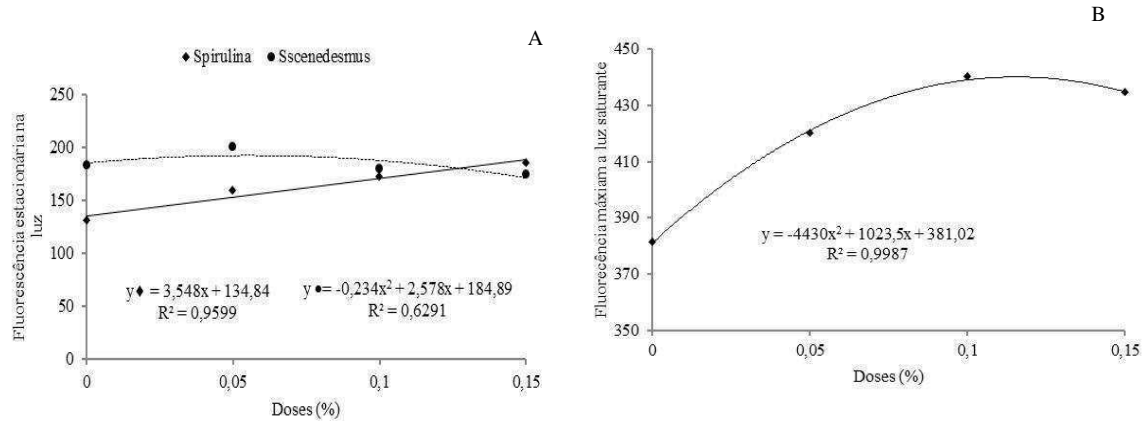 A
♦ Spirulina ● Sscenedesmus
Fluorescência estacionária na
luz
250
200
150
100
50
0
y♦ = 3,548x + 134,84
R² = 0,9599
y●= -0,234x² + 2,578x + 184,89
R² = 0,6291
0 0,05 0,1 0,15
Doses (%)
B
Fluorecência máxiam a luz saturante
450
430
410
390
370
350
y = -4430x² + 1023,5x + 381,02
R² = 0,9987
0 0,05 0,1 0,15
Doses (%)